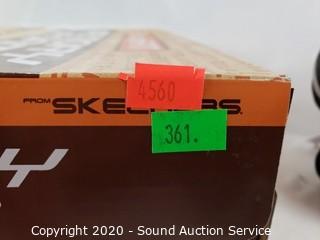 4560
FROM SKECHERS
361.
Copyright 2020 - Sound Auction Service